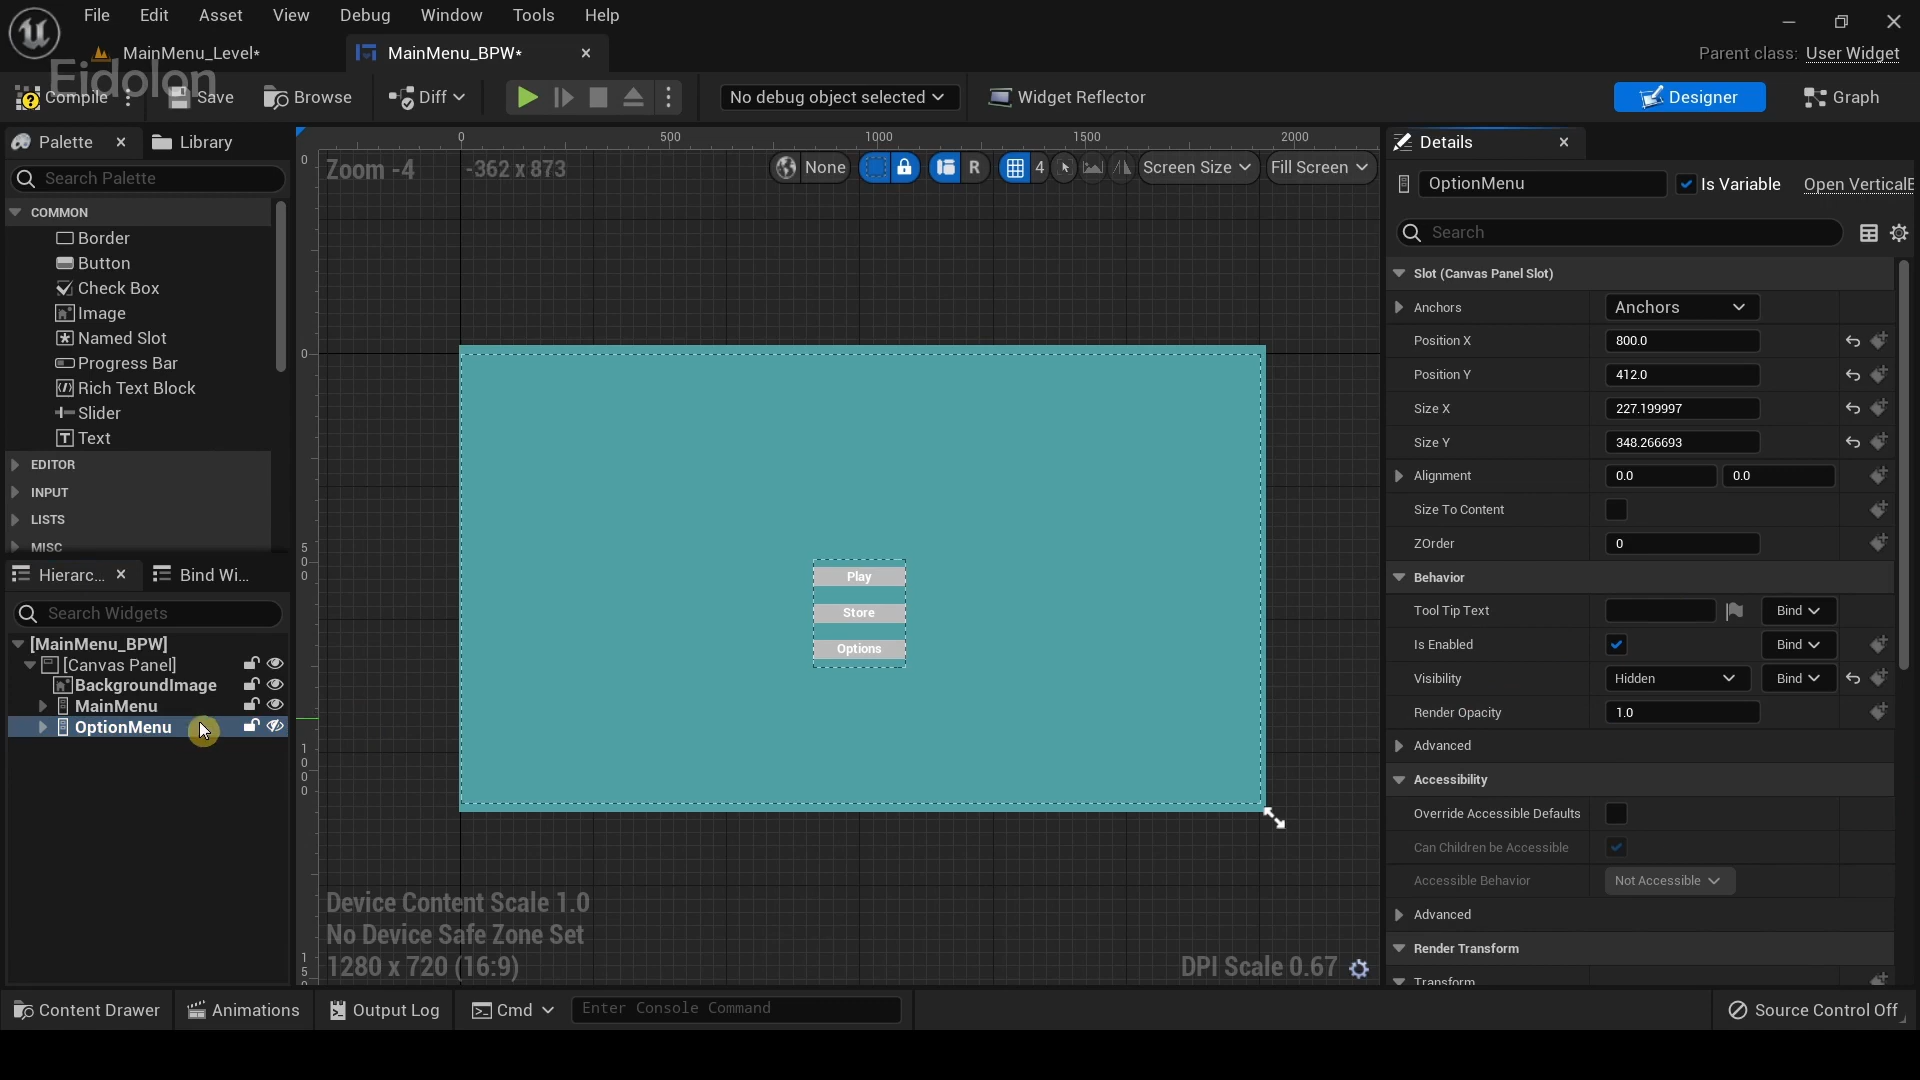 File Edit Asset View Debug Window Tools Help
MainMenu_Level*
MainMenu_BPW*
Parent class: User Widget
Eidolon
Compile
Save
Browse
Diff
No debug object selected
Widget Reflector
Designer
Graph
Palette
Library
Search Palette
COMMON
Border
Button
Check Box
Image
Named Slot
Progress Bar
Rich Text Block
Slider
Text
EDITOR
INPUT
LISTS
MISC
Hierarc...
Bind Wi...
Search Widgets
[MainMenu_BPW]
[Canvas Panel]
BackgroundImage
MainMenu
OptionMenu
0 500 1000 1500 2000
0
0
500
1000
15
Zoom -4
-362 x 873
None
R
4
Screen Size
Fill Screen
Play
Store
Options
Device Content Scale 1.0
No Device Safe Zone Set
1280 x 720 (16:9)
DPI Scale 0.67
Details
OptionMenu
Is Variable
Open VerticalB
Search
Slot (Canvas Panel Slot)
Anchors Anchors
Position X 800.0
Position Y 412.0
Size X 227.199997
Size Y 348.266693
Alignment 0.0 0.0
Size To Content
ZOrder 0
Behavior
Tool Tip Text Bind
Is Enabled Bind
Visibility Hidden Bind
Render Opacity 1.0
Advanced
Accessibility
Override Accessible Defaults
Can Children be Accessible
Accessible Behavior Not Accessible
Advanced
Render Transform
Transform
Content Drawer
Animations
Output Log
Cmd
Enter Console Command
Source Control Off